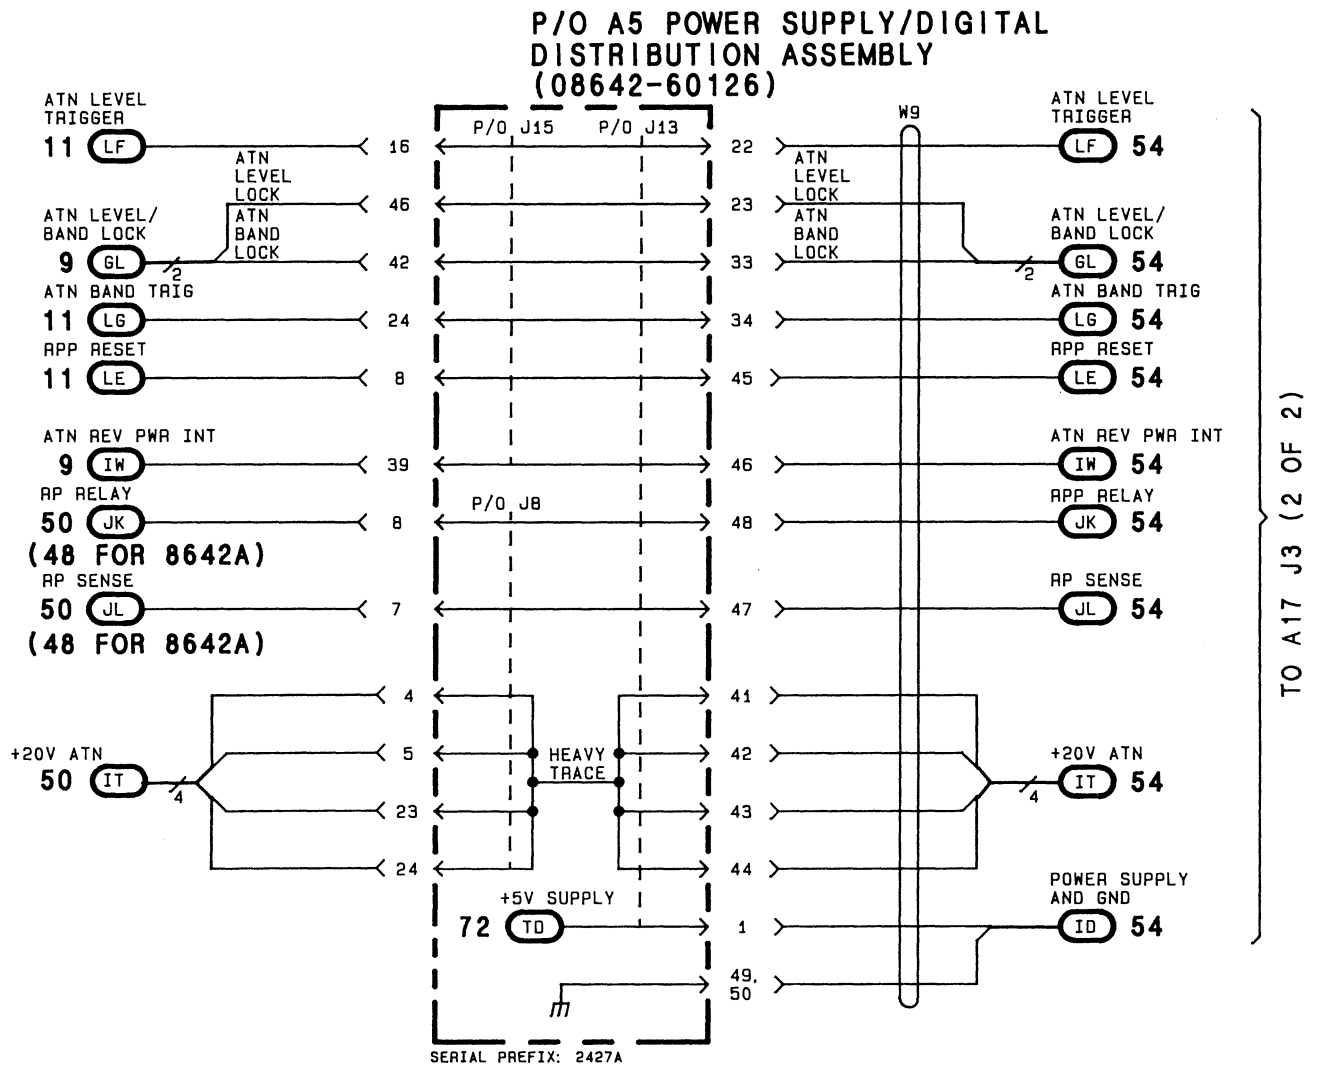 P/O A5 POWER SUPPLY/DIGITAL
DISTRIBUTION ASSEMBLY
(08642-60126)
P/O J15 P/O J13
W9
ATN LEVEL
TRIGGER
11 LF
16
22
ATN LEVEL
TRIGGER
LF 54
ATN
LEVEL
LOCK
46
23
ATN
LEVEL
LOCK
ATN LEVEL/
BAND LOCK
9 GL
2
ATN
BAND
LOCK
42
33
ATN
BAND
LOCK
2
ATN LEVEL/
BAND LOCK
GL 54
ATN BAND TRIG
11 LG
24
34
ATN BAND TRIG
LG 54
RPP RESET
11 LE
8
45
RPP RESET
LE 54
ATN REV PWR INT
9 IW
39
46
ATN REV PWR INT
IW 54
RP RELAY
50 JK
(48 FOR 8642A)
8
P/O J8
48
RPP RELAY
JK 54
RP SENSE
50 JL
(48 FOR 8642A)
7
47
RP SENSE
JL 54
4
41
+20V ATN
50 IT
4
5
HEAVY
TRACE
42
+20V ATN
IT 54
4
23
43
24
44
+5V SUPPLY
72 TD
1
POWER SUPPLY
AND GND
ID 54
49,
50
TO A17 J3 (2 OF 2)
SERIAL PREFIX: 2427A